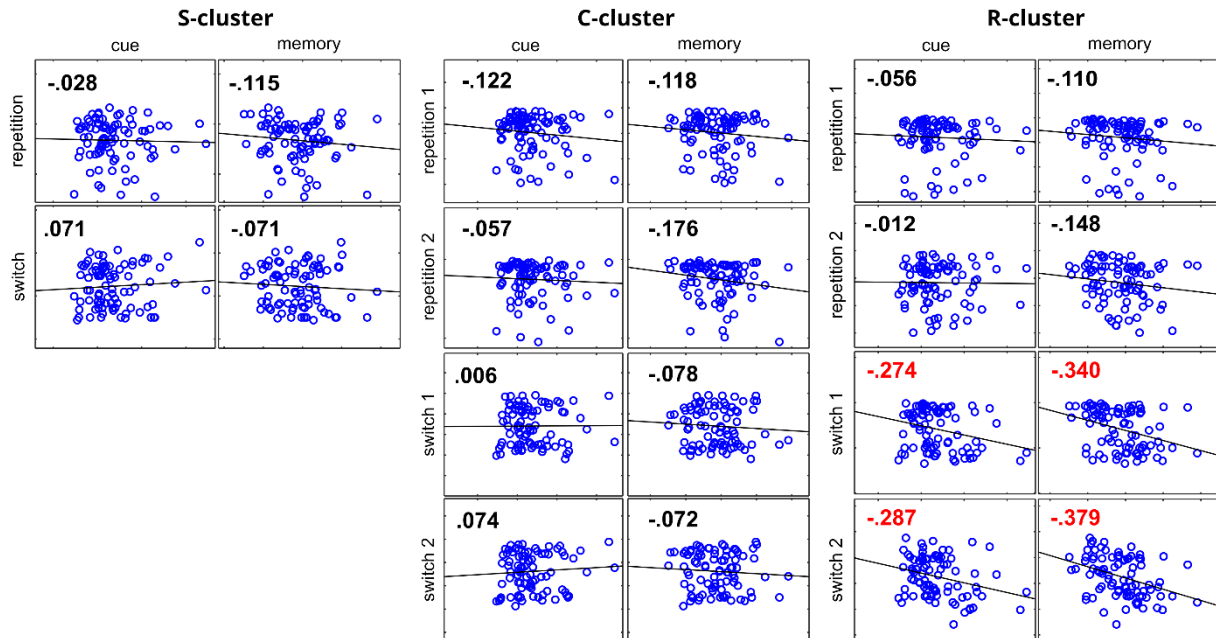 S-cluster C-cluster R-cluster
cue memory cue memory cue memory
repetition -.028 -.115 repetition 1 -.122 -.118 repetition 1 -.056 -.110
switch .071 -.071 repetition 2 -.057 -.176 repetition 2 -.012 -.148
switch 1 .006 -.078 switch 1 -.274 -.340
switch 2 .074 -.072 switch 2 -.287 -.379